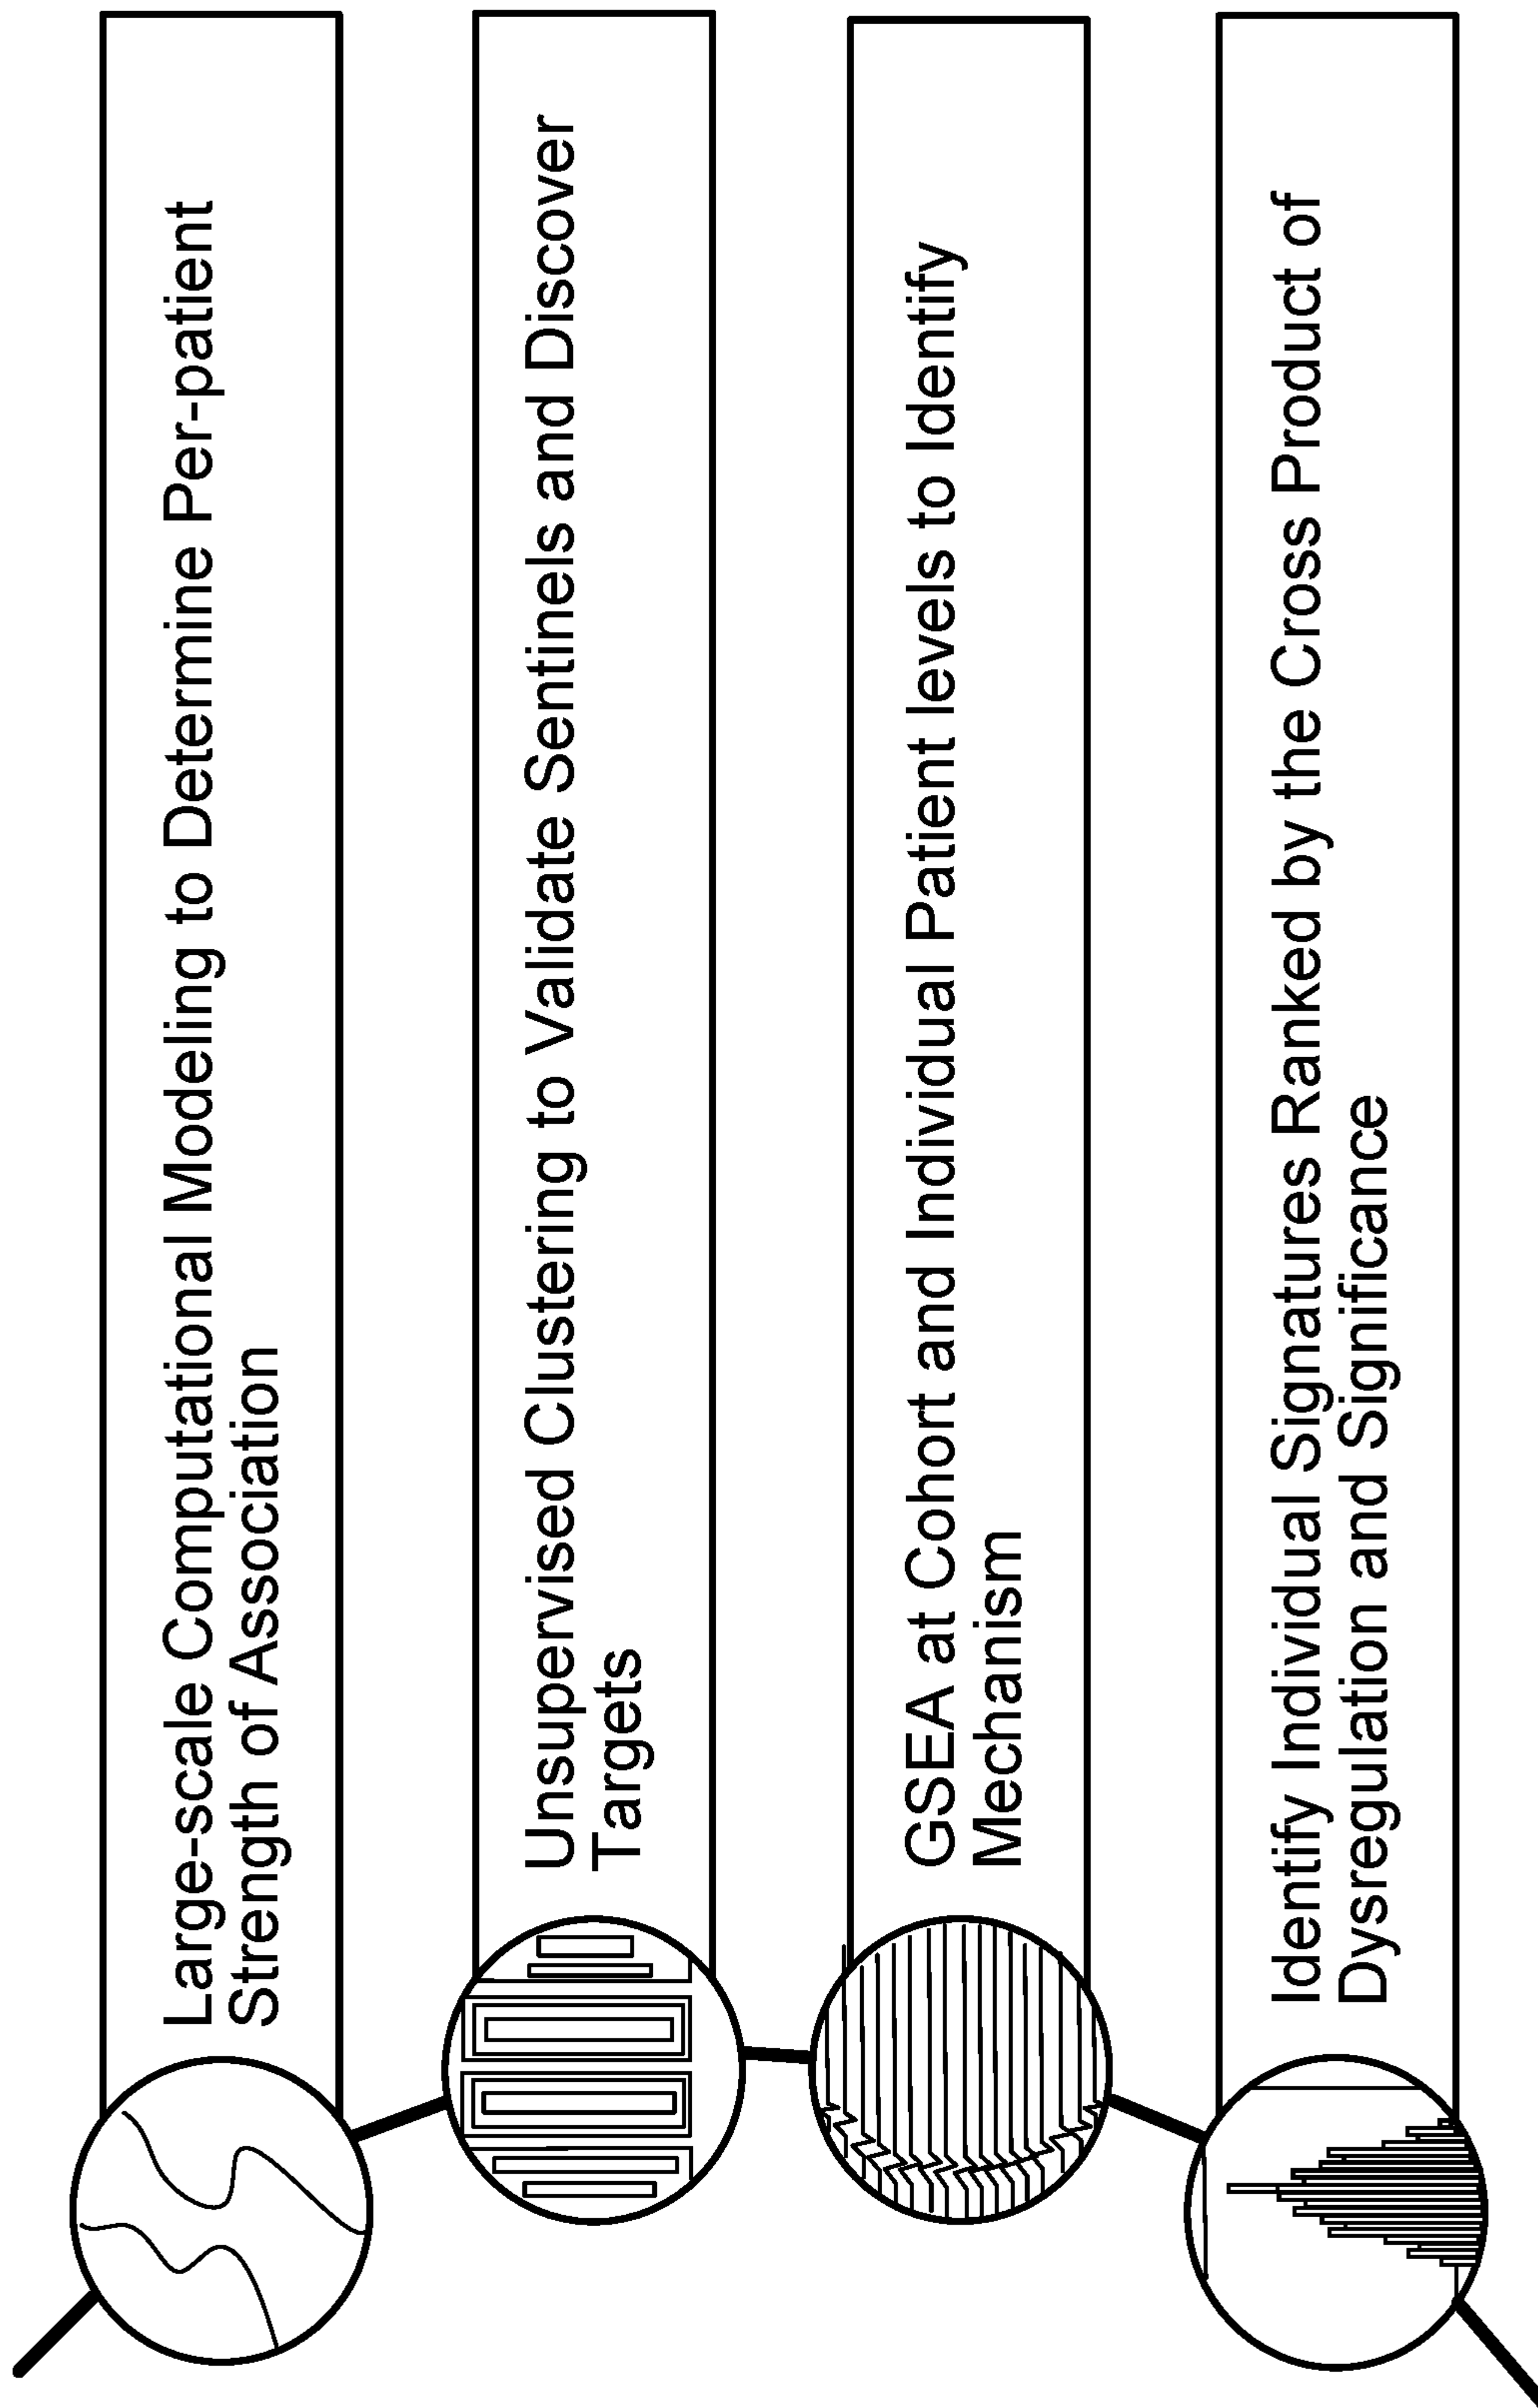 Large-scale Computational Modeling to Determine Per-patient
Strength of Association
Unsupervised Clustering to Validate Sentinels and Discover
Targets
GSEA at Cohort and Individual Patient levels to Identify
Mechanism
Identify Individual Signatures Ranked by the Cross Product of
Dysregulation and Significance